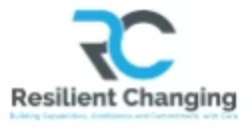 RC
Resilient Changing
Building Capabilities, Confidence and Commitment with Care